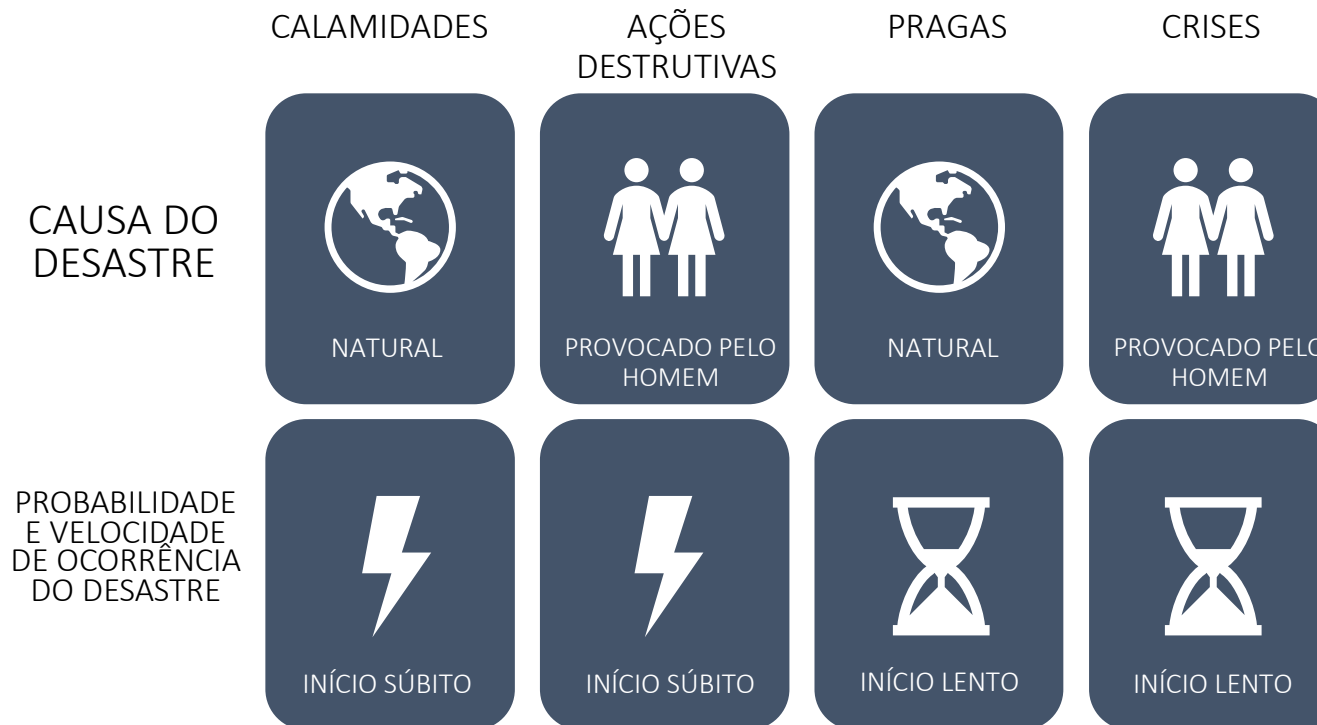 CALAMIDADES
AÇÕES
DESTRUTIVAS
PRAGAS
CRISES
CAUSA DO
DESASTRE
NATURAL
PROVOCADO PELO
HOMEM
NATURAL
PROVOCADO PELO
HOMEM
PROBABILIDADE
E VELOCIDADE
DE OCORRÊNCIA
DO DESASTRE
INÍCIO SÚBITO
INÍCIO SÚBITO
INÍCIO LENTO
INÍCIO LENTO